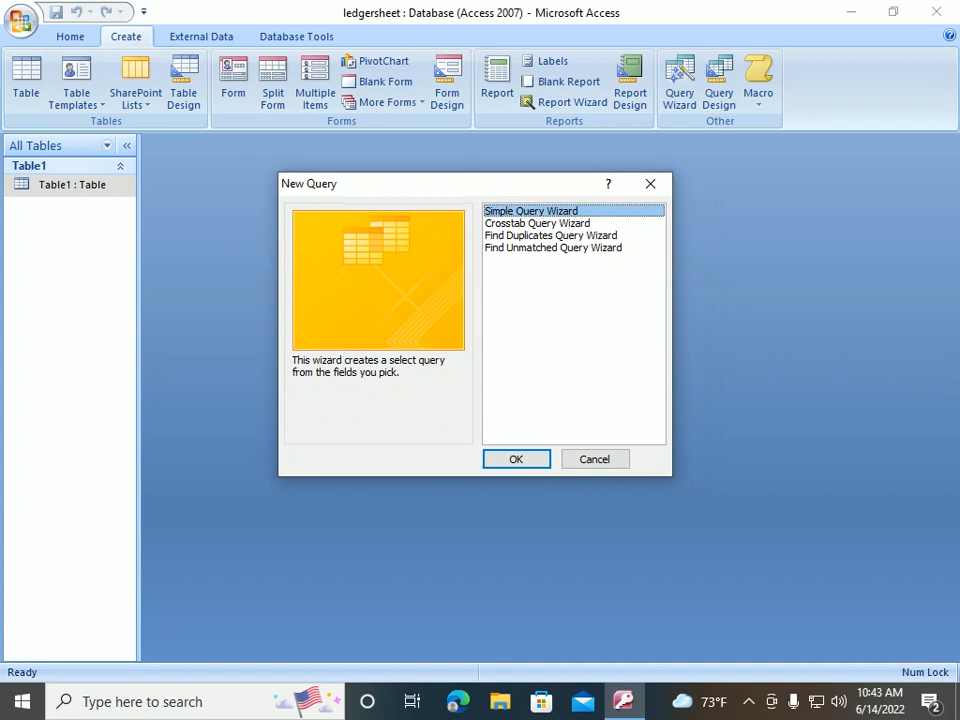 ledgersheet : Database (Access 2007) - Microsoft Access
Home Create External Data Database Tools
Table
Table Templates
SharePoint Lists
Table Design
Tables
Form
Split Form
Multiple Items
PivotChart
Blank Form
More Forms
Form Design
Forms
Report
Labels
Blank Report
Report Wizard
Report Design
Reports
Query Wizard
Query Design
Macro
Other
All Tables
Table1
Table1 : Table
New Query
?
Simple Query Wizard
Crosstab Query Wizard
Find Duplicates Query Wizard
Find Unmatched Query Wizard
This wizard creates a select query
from the fields you pick.
OK Cancel
Ready Num Lock
Type here to search
73°F
10:43 AM
6/14/2022
2